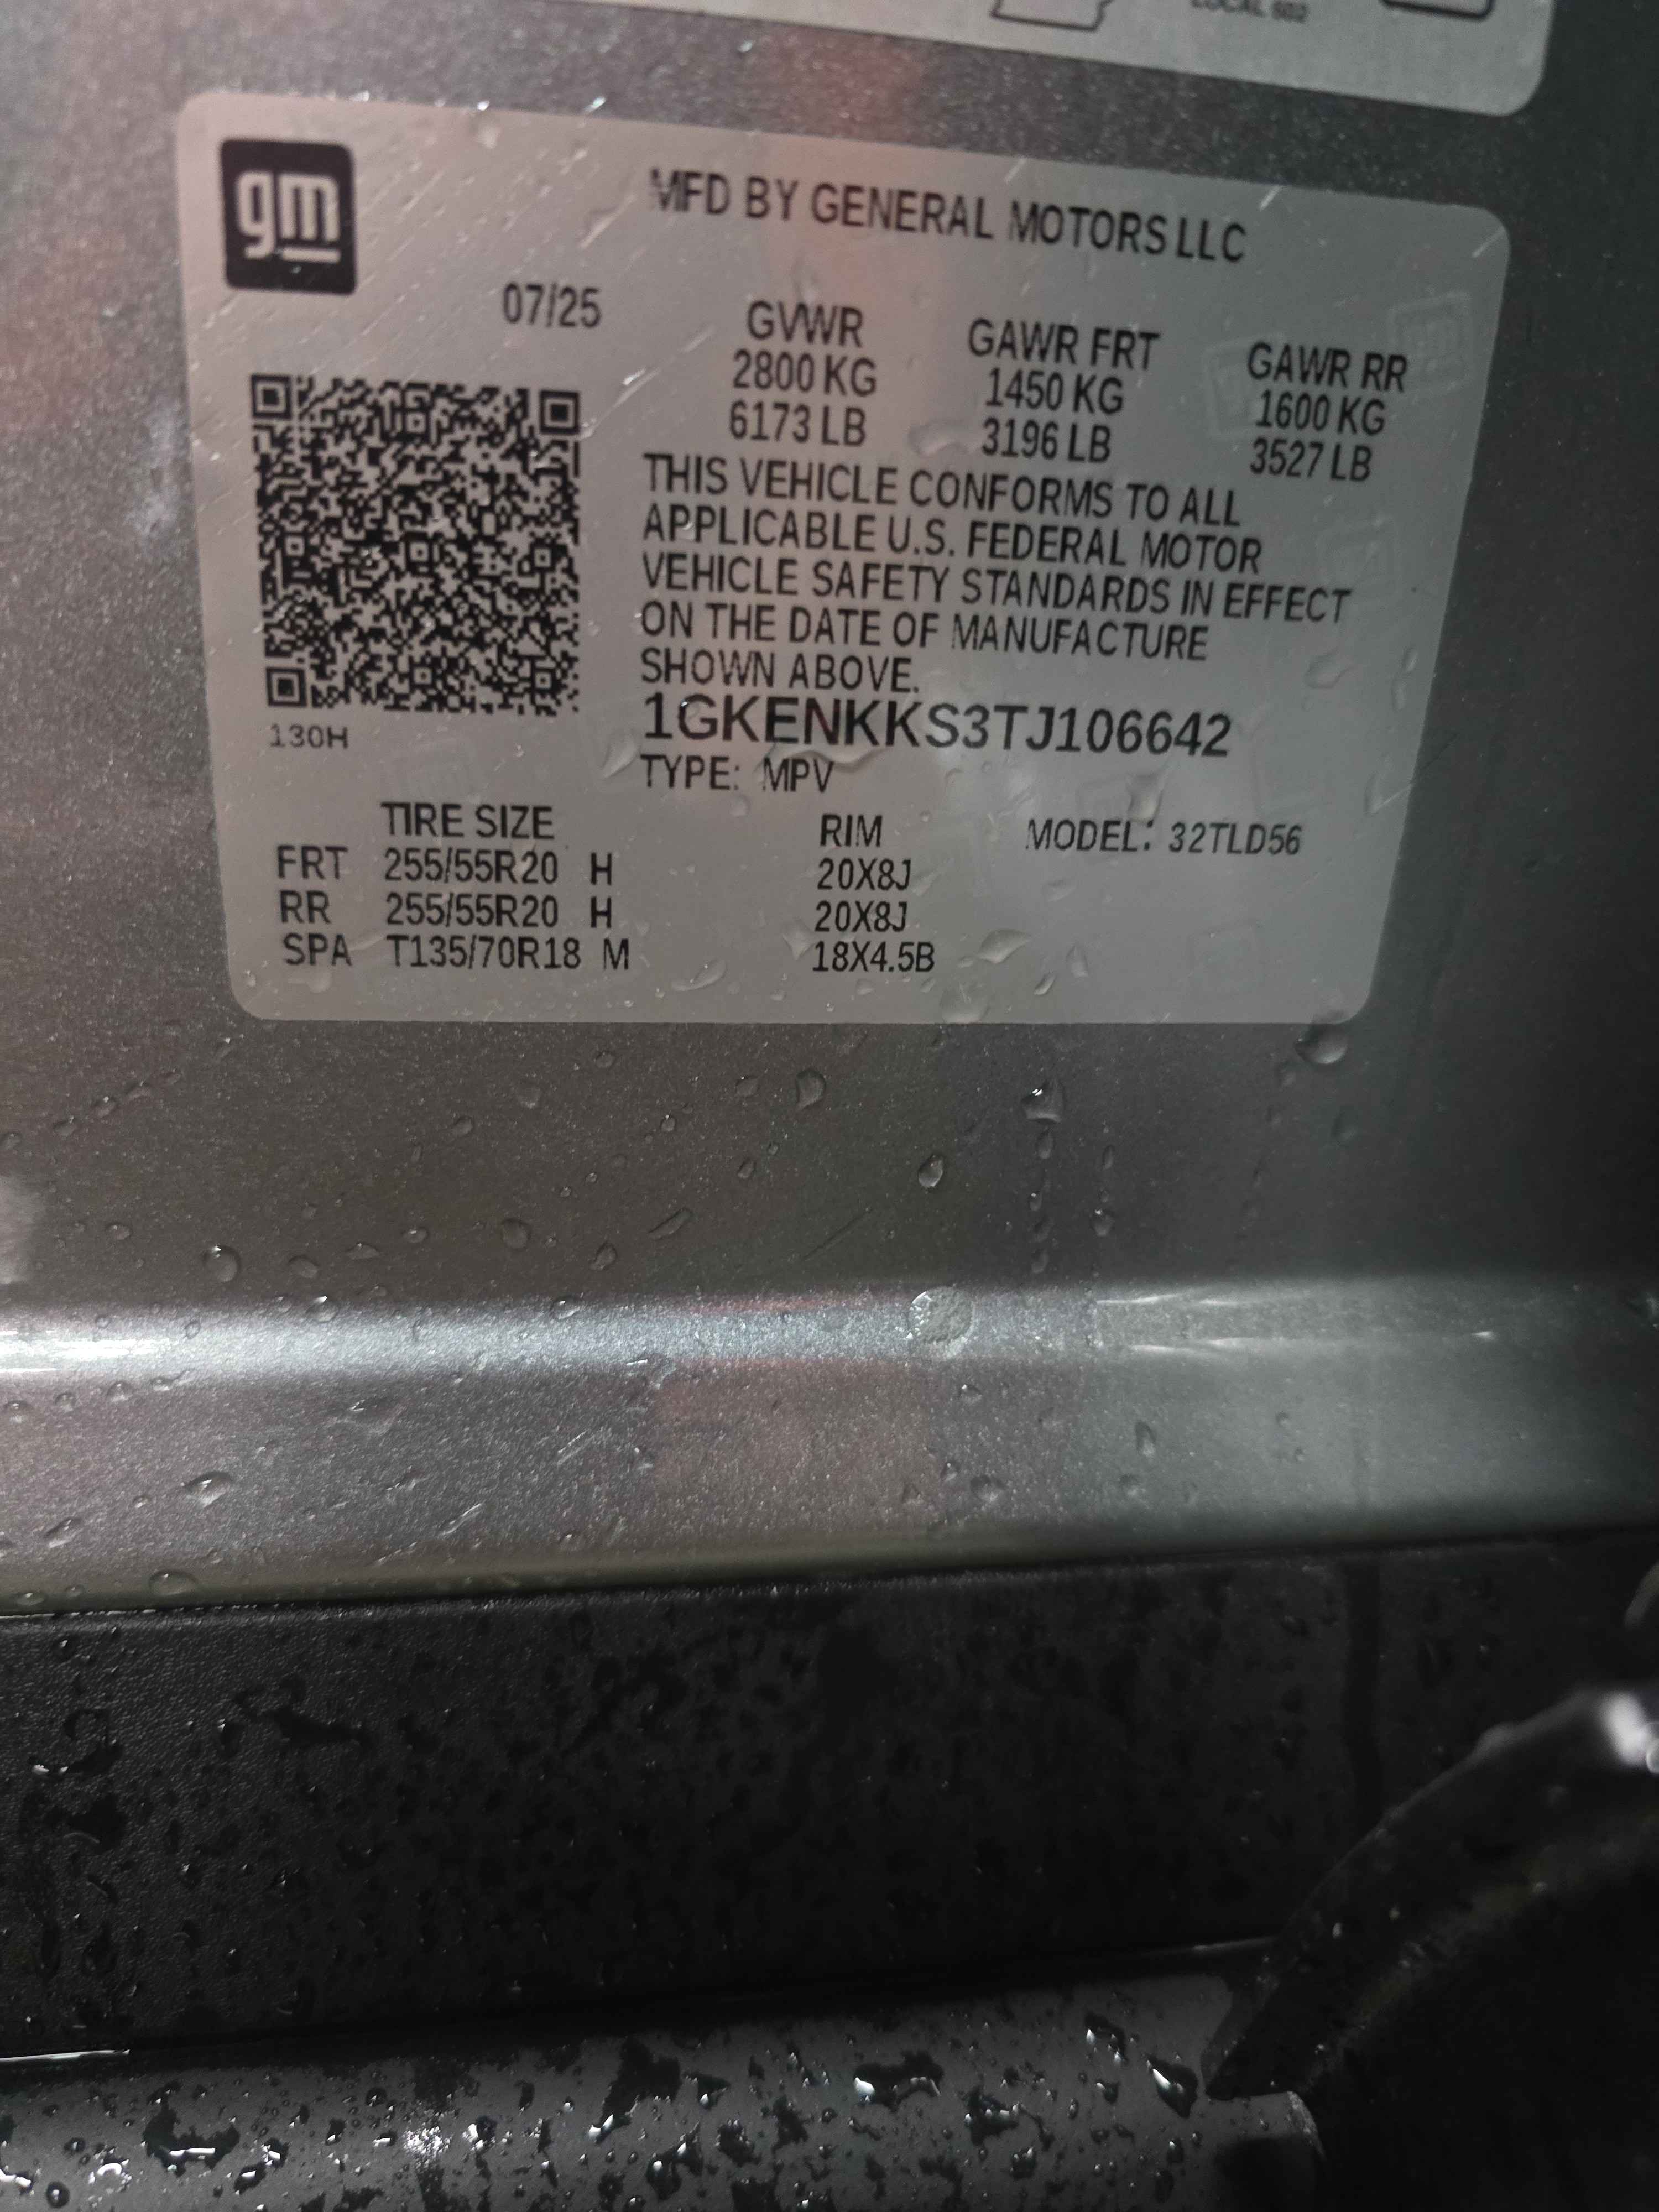 LOCAL 602
gm
MFD BY GENERAL MOTORS LLC
07/25
GVWR GAWR FRT GAWR RR
2800 KG 1450 KG 1600 KG
6173 LB 3196 LB 3527 LB
THIS VEHICLE CONFORMS TO ALL
APPLICABLE U.S. FEDERAL MOTOR
VEHICLE SAFETY STANDARDS IN EFFECT
ON THE DATE OF MANUFACTURE
SHOWN ABOVE.
130H
1GKENKKS3TJ106642
TYPE: MPV
TIRE SIZE RIM MODEL: 32TLD56
FRT 255/55R20 H 20X8J
RR 255/55R20 H 20X8J
SPA T135/70R18 M 18X4.5B